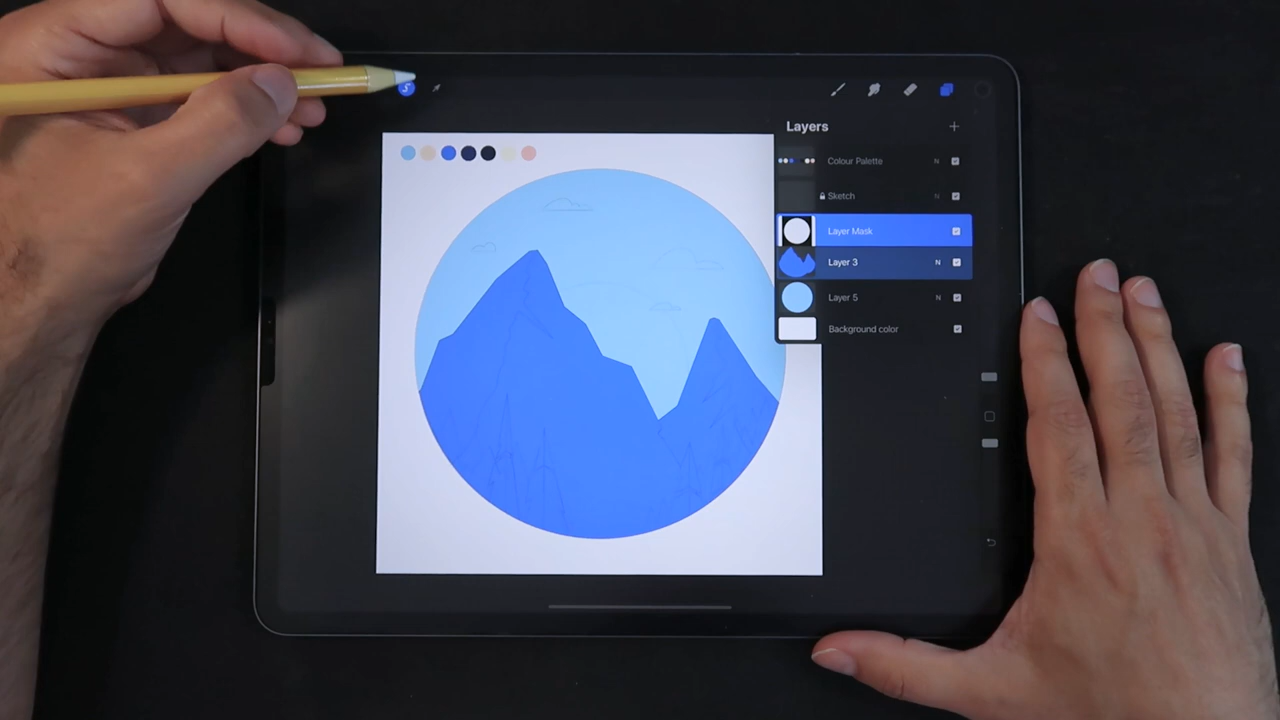 S
Layers
Colour Palette N
Sketch N
Layer Mask
Layer 3 N
Layer 5 N
Background color